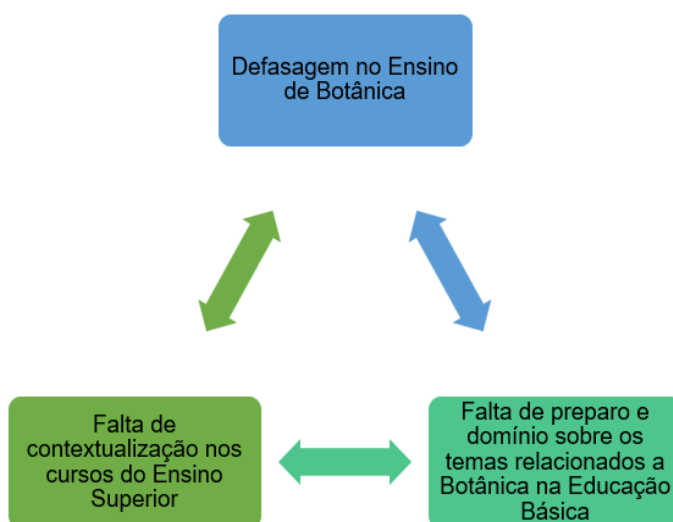 Defasagem no Ensino
de Botânica
Falta de
contextualização nos
cursos do Ensino
Superior
Falta de preparo e
domínio sobre os
temas relacionados a
Botânica na Educação
Básica